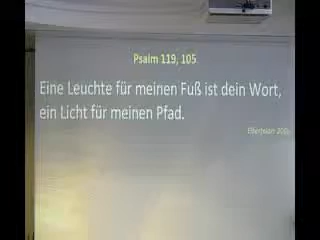 Psalm 119, 105
Eine Leuchte für meinen Fuß ist dein Wort,
ein Licht für meinen Pfad.